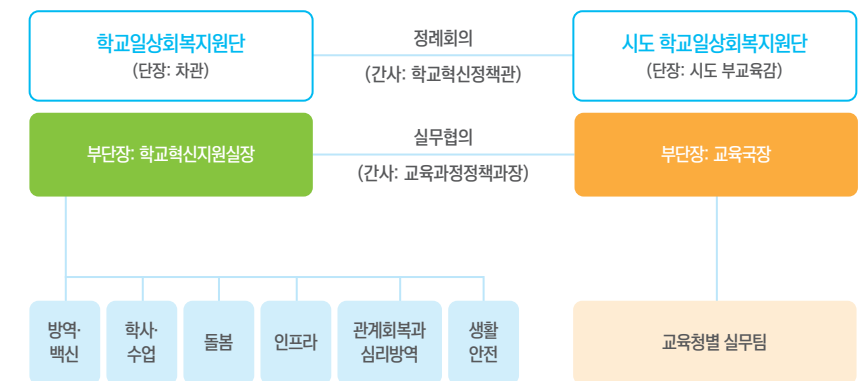 학교일상회복지원단
(단장: 차관)
정례회의
(간사: 학교혁신정책관)
시도 학교일상회복지원단
(단장: 시도 부교육감)
부단장: 학교혁신지원실장
실무협의
(간사: 교육과정정책과장)
부단장: 교육국장
방역·
백신
학사·
수업
돌봄
인프라
관계회복과
심리방역
생활
안전
교육청별 실무팀